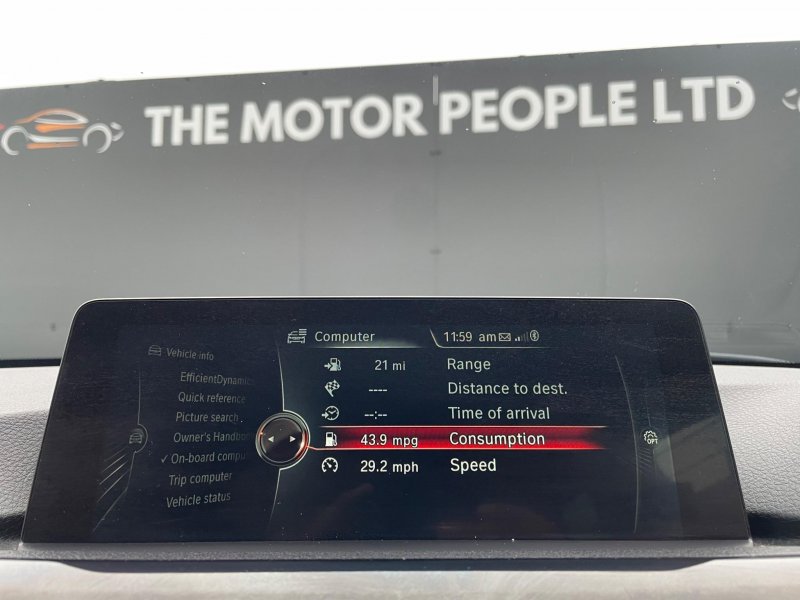 THE MOTOR PEOPLE LTD
Computer
11:59 am
Vehicle info
EfficientDynamic
Quick reference
Picture search
Owner's Handbo
✓ On-board compu
Trip computer
Vehicle status
21 mi Range
---- Distance to dest.
--:-- Time of arrival
43.9 mpg Consumption
29.2 mph Speed
OPT